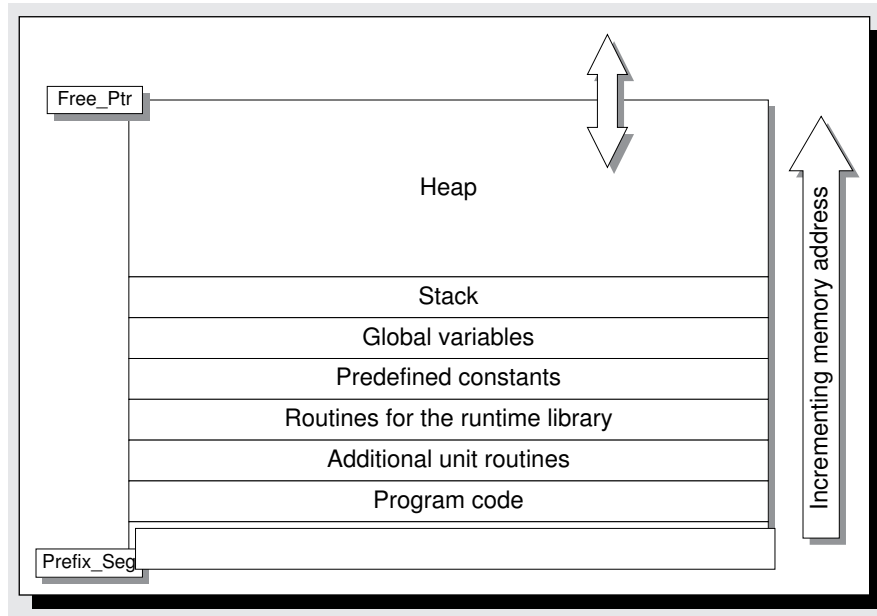 Free_Ptr
Heap
Stack
Global variables
Predefined constants
Routines for the runtime library
Additional unit routines
Program code
Prefix_Seg
Incrementing memory address